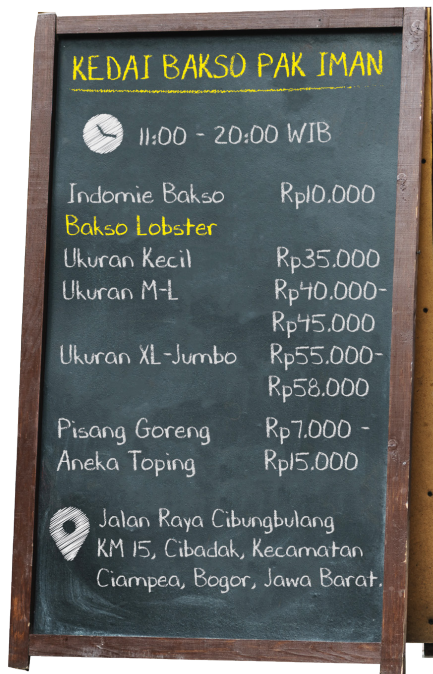 KEDAI BAKSO PAK IMAN
11:00 - 20:00 WIB
Indomie Bakso Rp10.000
Bakso Lobster
Ukuran Kecil Rp35.000
Ukuran M-L Rp40.000-
Rp45.000
Ukuran XL-Jumbo Rp55.000-
Rp58.000
Pisang Goreng Rp7.000 -
Aneka Toping Rp15.000
Jalan Raya Cibungbulang
KM 15, Cibadak, Kecamatan
Ciampea, Bogor, Jawa Barat.